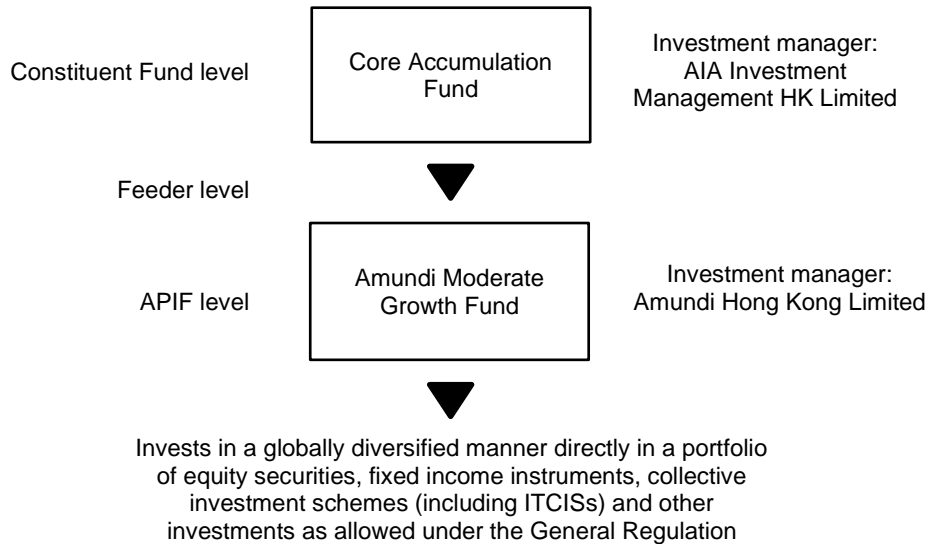 Constituent Fund level
Core Accumulation
Fund
Investment manager:
AIA Investment
Management HK Limited
Feeder level
APIF level
Amundi Moderate
Growth Fund
Investment manager:
Amundi Hong Kong Limited
Invests in a globally diversified manner directly in a portfolio
of equity securities, fixed income instruments, collective
investment schemes (including ITCISs) and other
investments as allowed under the General Regulation